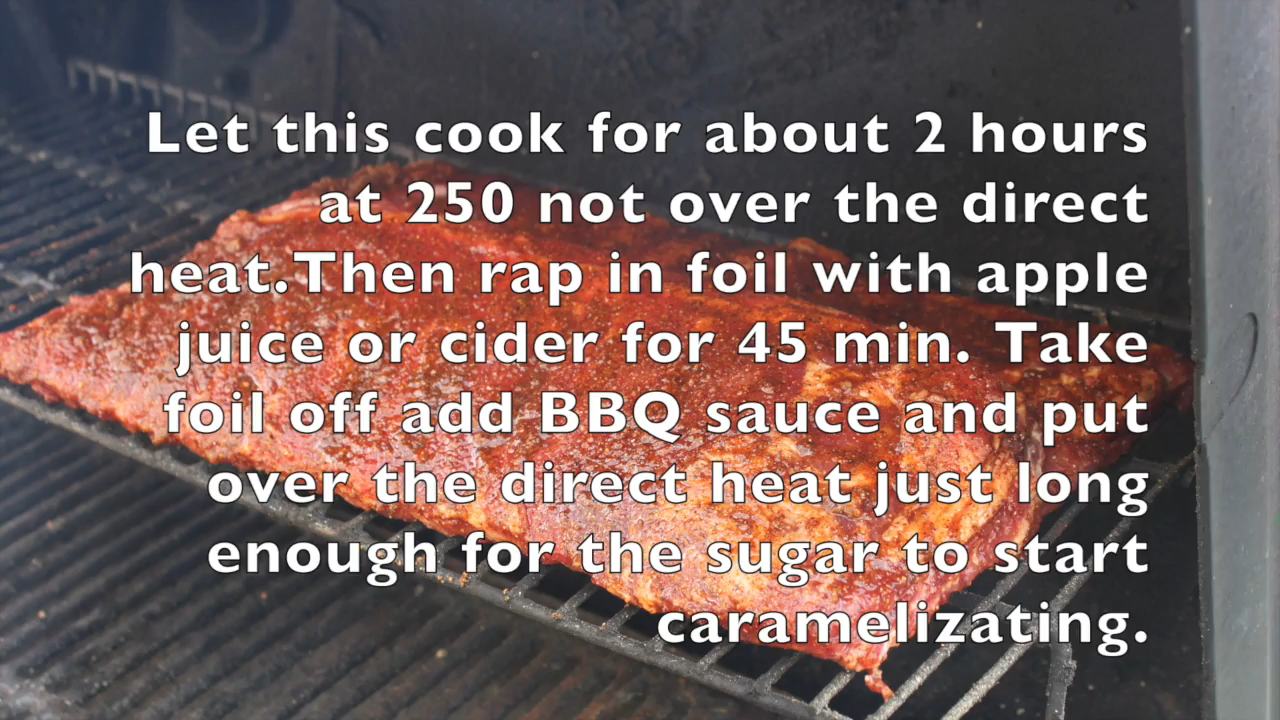 Let this cook for about 2 hours
at 250 not over the direct
heat.Then rap in foil with apple
juice or cider for 45 min. Take
foil off add BBQ sauce and put
over the direct heat just long
enough for the sugar to start
caramelizating.